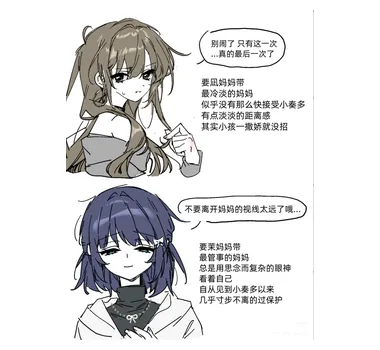 别闹了 只有这一次
...真的最后一次了
要凪妈妈带
最冷淡的妈妈
似乎没有那么快接受小奏多
有点淡淡的距离感
其实小孩一撒娇就没招
不要离开妈妈的视线太远了哦...
要茉妈妈带
最管事的妈妈
总是用思念而复杂的眼神
看着自己
自从见到小奏多以来
几乎寸步不离的过保护